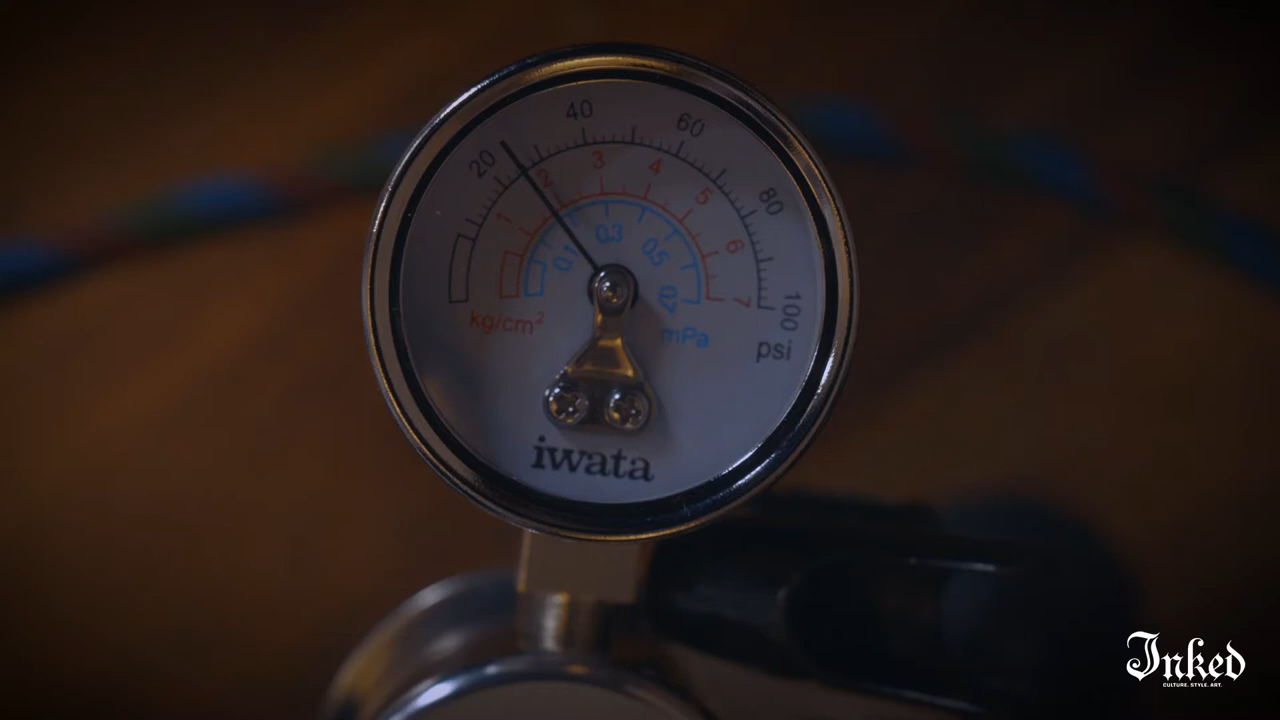 20 40 60 80 100
psi
1 2 3 4 5 6 7
kg/cm²
0.1 0.3 0.5 0.7
mPa
iwata
Inked
CULTURE. STYLE. ART.